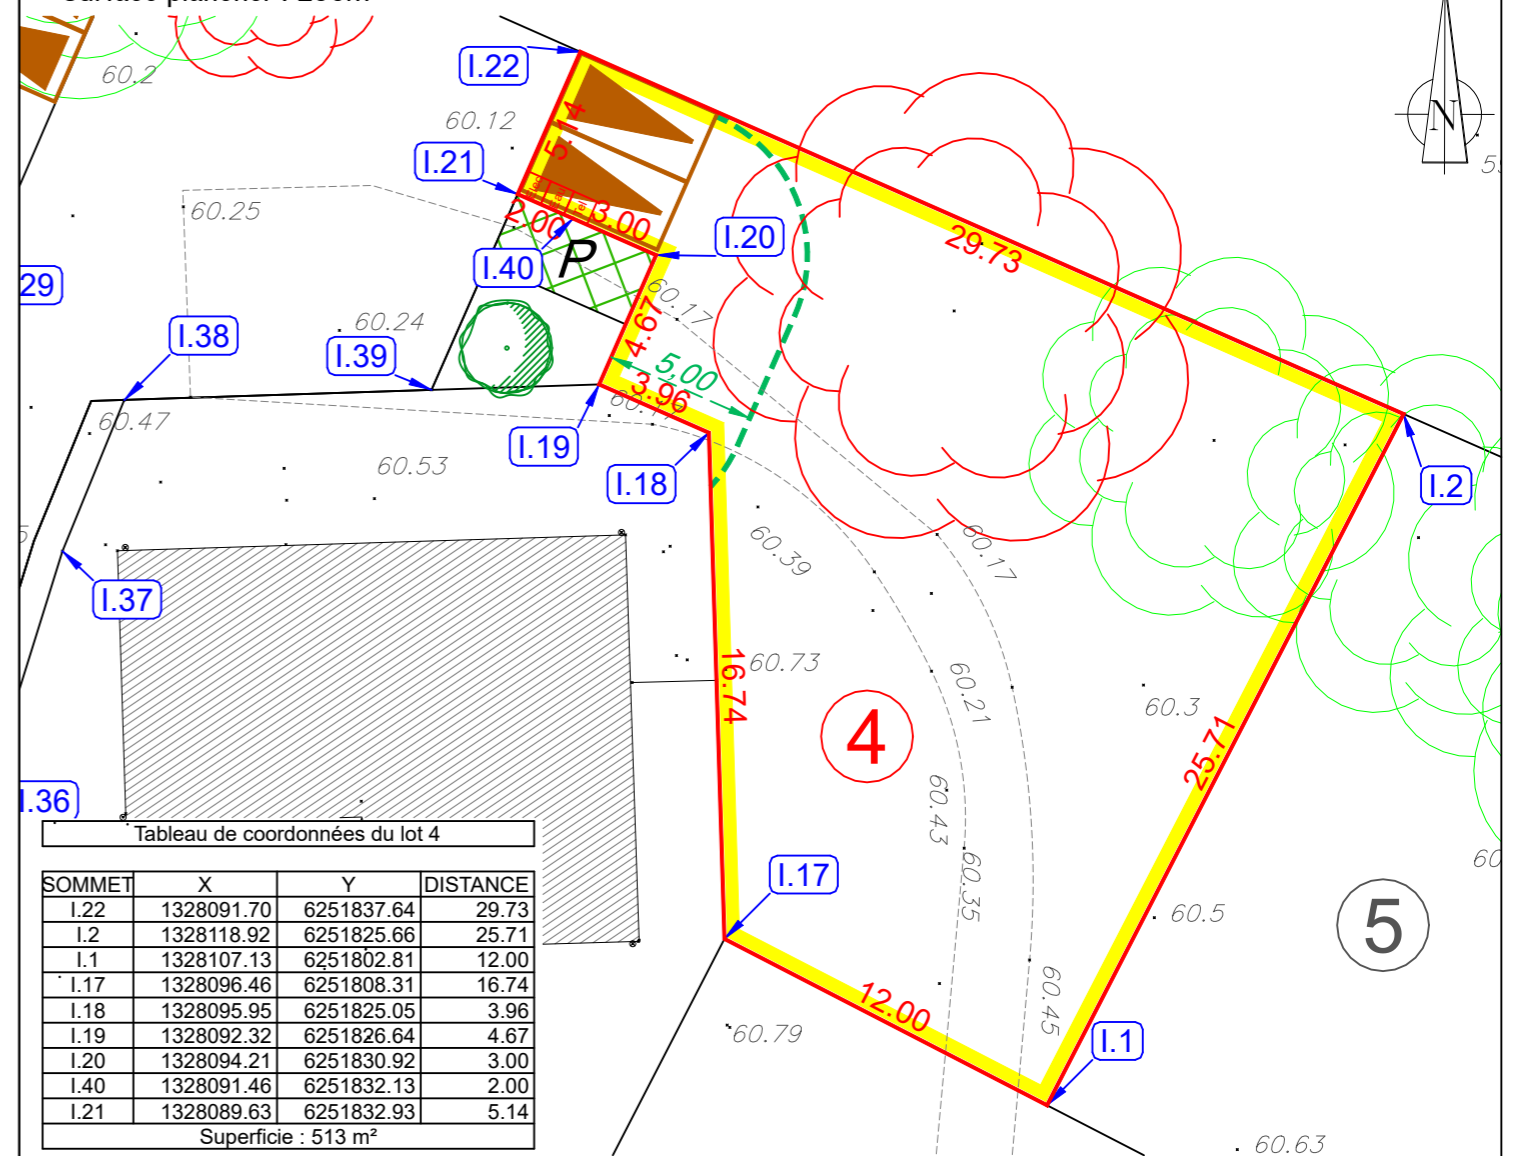 I.22
60.2
60.12
5.14
N
I.21
60.25
2.00
3.00
I.20
29.73
I.40
P
29
60.17
60.24
I.38
4.67
I.39
5,00
3.96
60.47
I.19
60.53
I.18
I.2
60.39
60.17
I.37
60.73
16.74
60.21
60.3
4
25.71
I.36
60.43
60.35
I.17
60.5
5
12.00
60.45
60.79
I.1
60.63
Tableau de coordonnées du lot 4
SOMMET X Y DISTANCE
I.22 1328091.70 6251837.64 29.73
I.2 1328118.92 6251825.66 25.71
I.1 1328107.13 6251802.81 12.00
I.17 1328096.46 6251808.31 16.74
I.18 1328095.95 6251825.05 3.96
I.19 1328092.32 6251826.64 4.67
I.20 1328094.21 6251830.92 3.00
I.40 1328091.46 6251832.13 2.00
I.21 1328089.63 6251832.93 5.14
Superficie : 513 m²